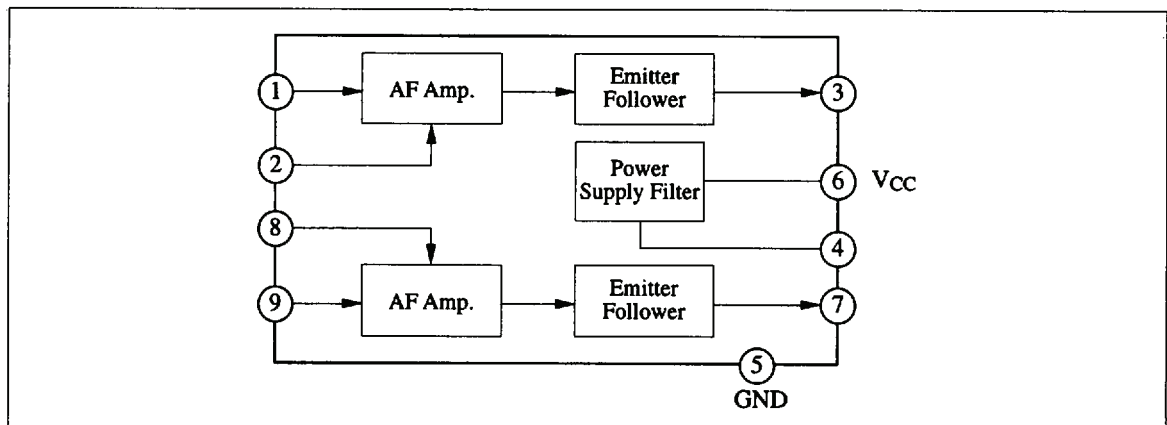 1
AF Amp.
Emitter
Follower
3
2
Power
Supply Filter
6
VCC
8
4
9
AF Amp.
Emitter
Follower
7
5
GND